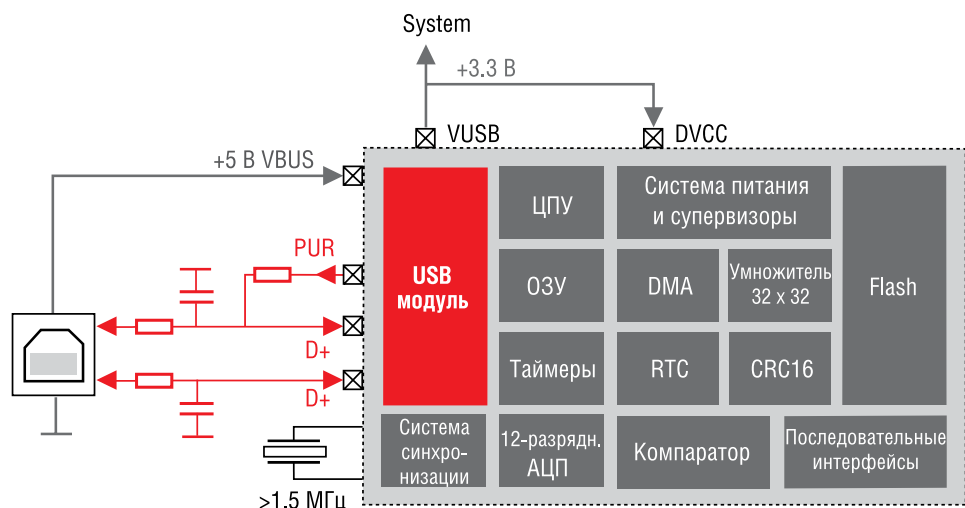 System
+3.3 В
VUSB
DVCC
+5 В VBUS
PUR
D+
D+
>1.5 МГц
USB
модуль
ЦПУ
Система питания
и супервизоры
Flash
ОЗУ
DMA
Умножитель
32 x 32
Таймеры
RTC
CRC16
Система
синхро-
низации
12-разрядн.
АЦП
Компаратор
Последовательные
интерфейсы